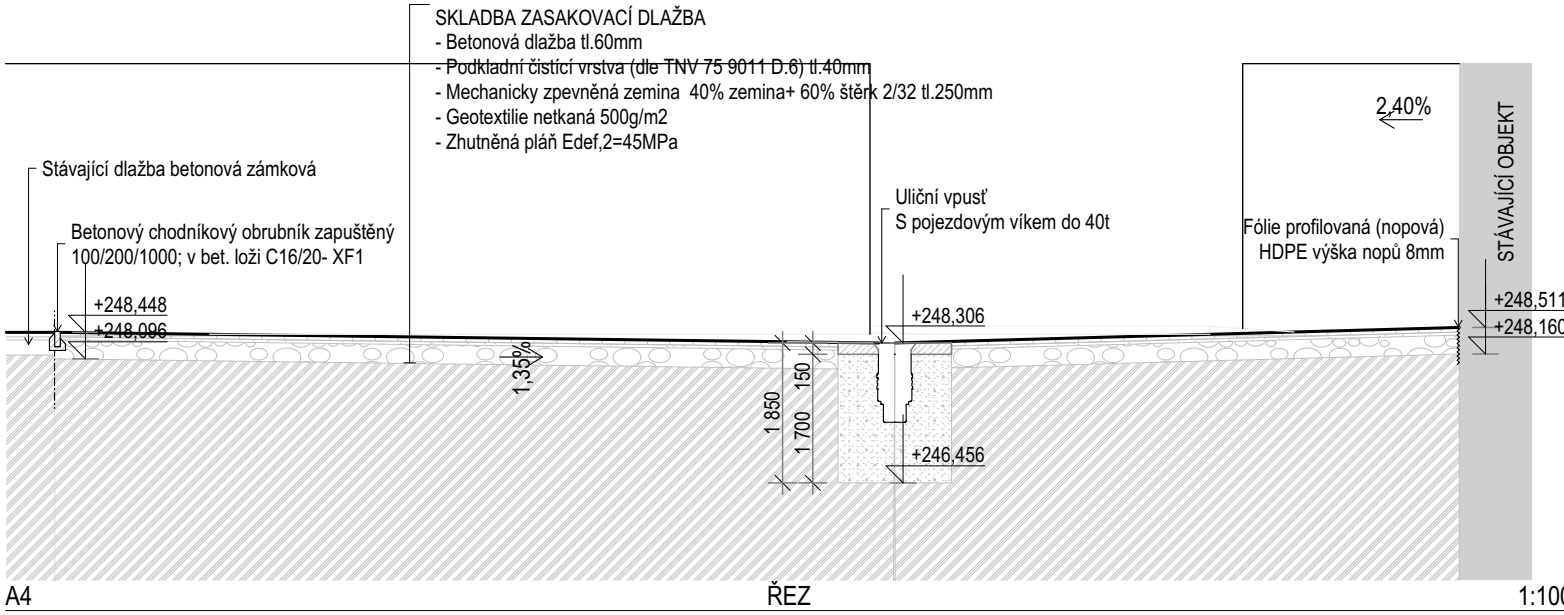 SKLADBA ZASAKOVACÍ DLAŽBA
- Betonová dlažba tl.60mm
- Podkladní čistící vrstva (dle TNV 75 9011 D.6) tl.40mm
- Mechanicky zpevněná zemina 40% zemina+ 60% štěrk 2/32 tl.250mm
- Geotextilie netkaná 500g/m2
- Zhutněná pláň Edef,2=45MPa
2,40%
STÁVAJÍCÍ OBJEKT
Stávající dlažba betonová zámková
Uliční vpusť
S pojezdovým víkem do 40t
Betonový chodníkový obrubník zapuštěný
100/200/1000; v bet. loži C16/20- XF1
Fólie profilovaná (nopová)
HDPE výška nopů 8mm
+248,448
+248,096
+248,306
+248,511
+248,160
1,35%
150
1 850
1 700
+246,456
A4
ŘEZ
1:100